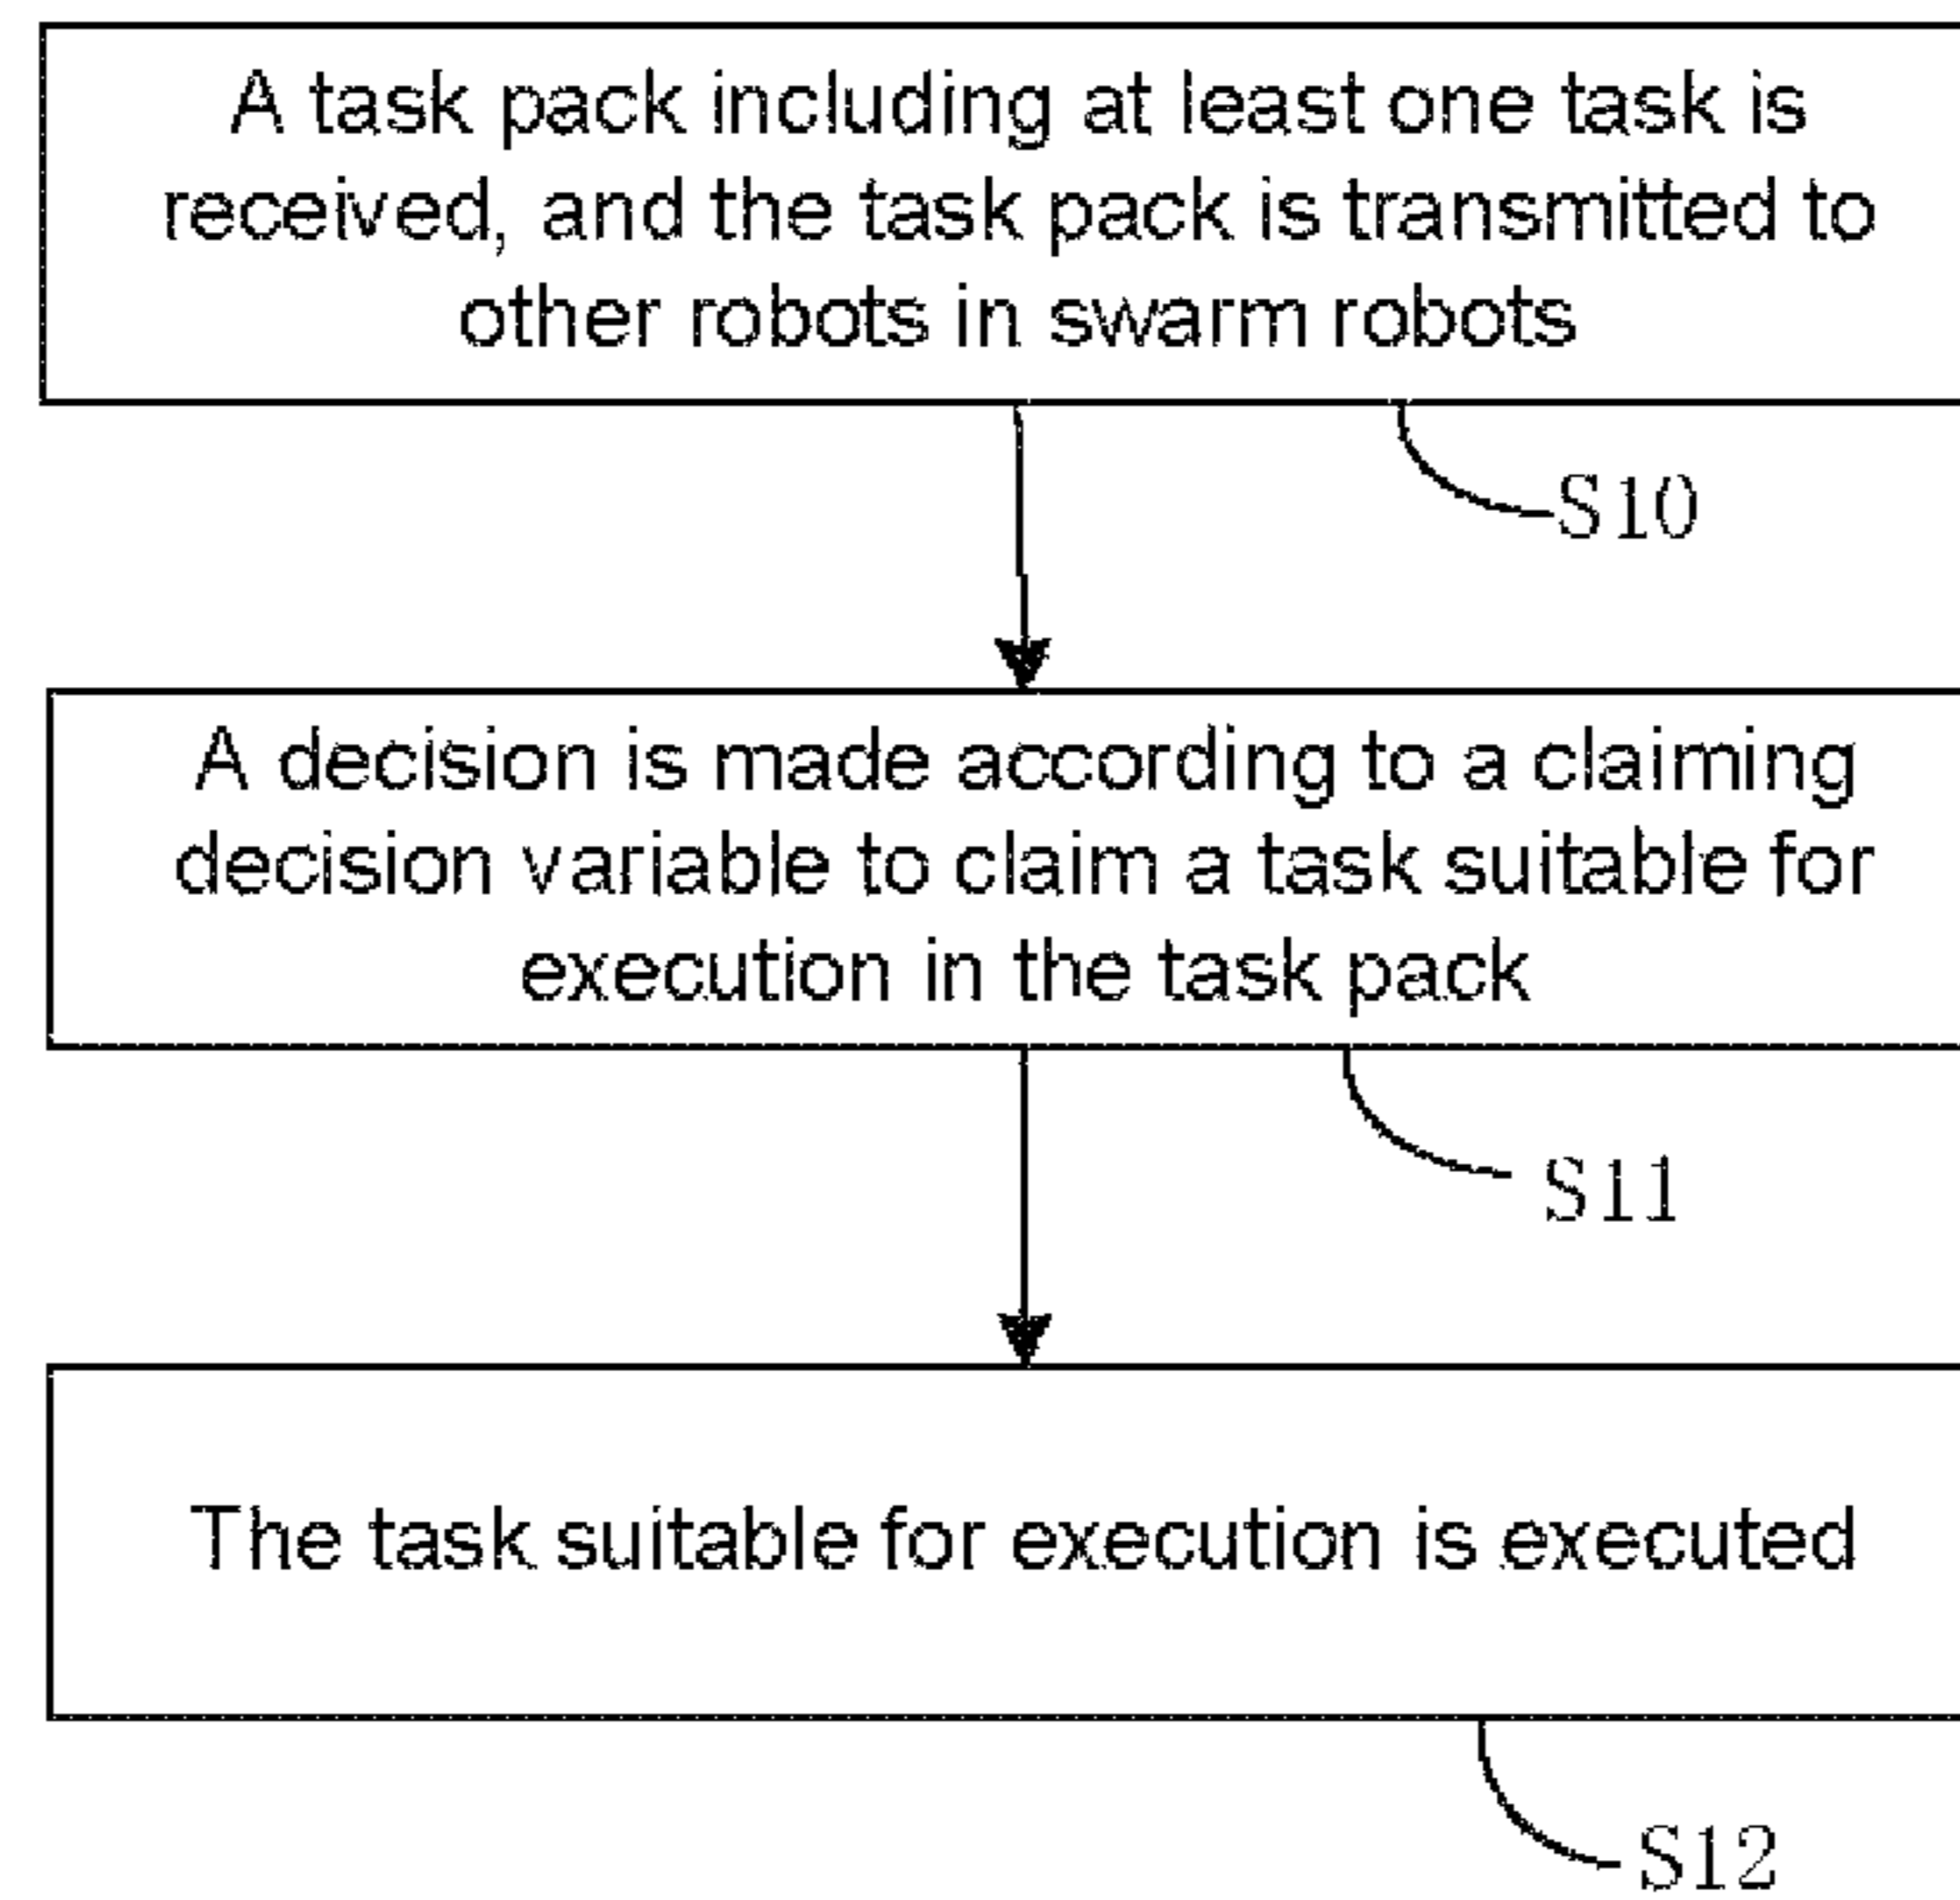 A task pack including at least one task is
received, and the task pack is transmitted to
other robots in swarm robots
S10
A decision is made according to a claiming
decision variable to claim a task suitable for
execution in the task pack
S11
The task suitable for execution is executed
S12